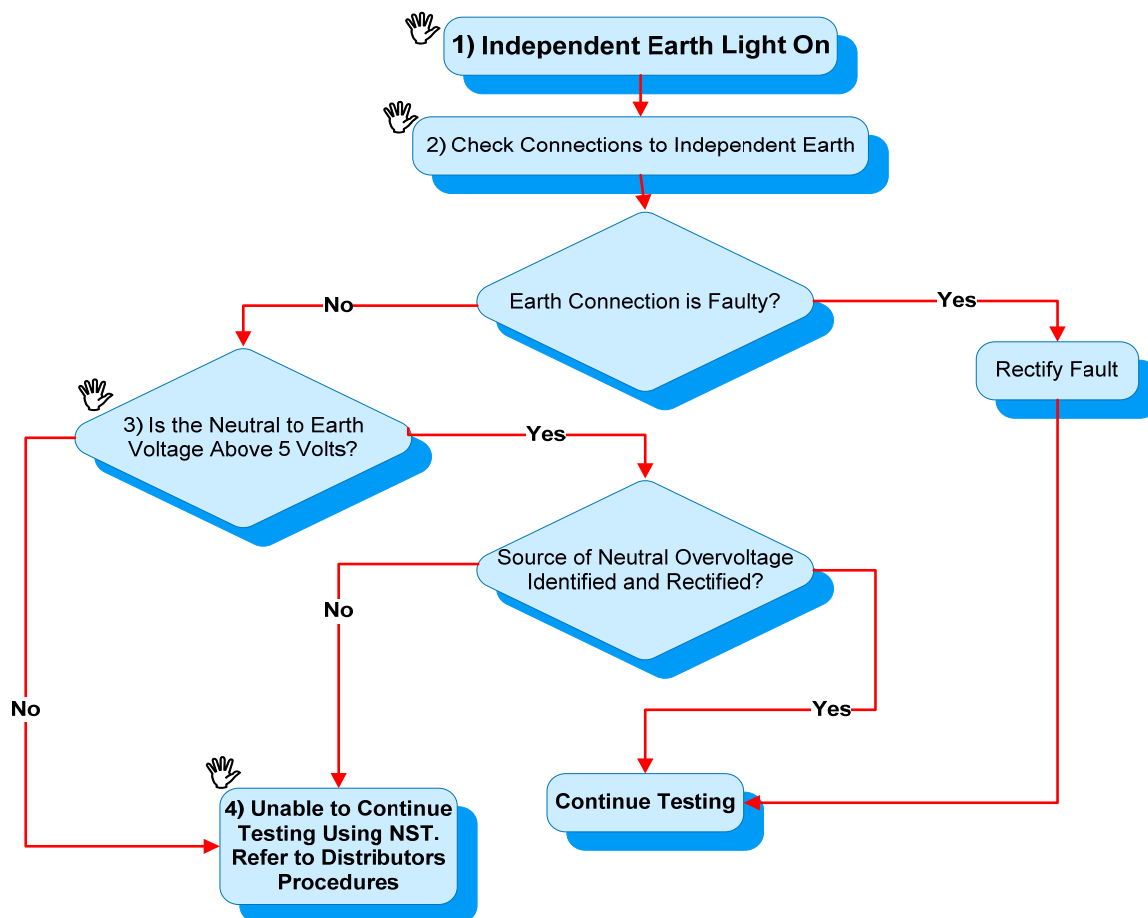 1) Independent Earth Light On
2) Check Connections to Independent Earth
Earth Connection is Faulty?
No
Yes
Rectify Fault
3) Is the Neutral to Earth
Voltage Above 5 Volts?
Yes
Source of Neutral Overvoltage
Identified and Rectified?
No
No
Yes
4) Unable to Continue
Testing Using NST.
Refer to Distributors
Procedures
Continue Testing